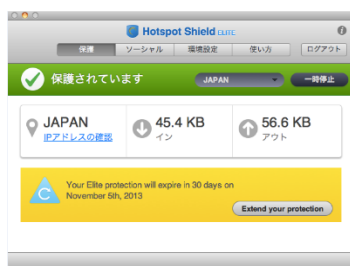 Hotspot Shield ELITE
保護 ソーシャル 環境設定 使い方 ログアウト
保護されています JAPAN 一時停止
JAPAN 45.4 KB 56.6 KB
IPアドレスの確認 イン アウト
Your Elite protection will expire in 30 days on
November 5th, 2013
Extend your protection